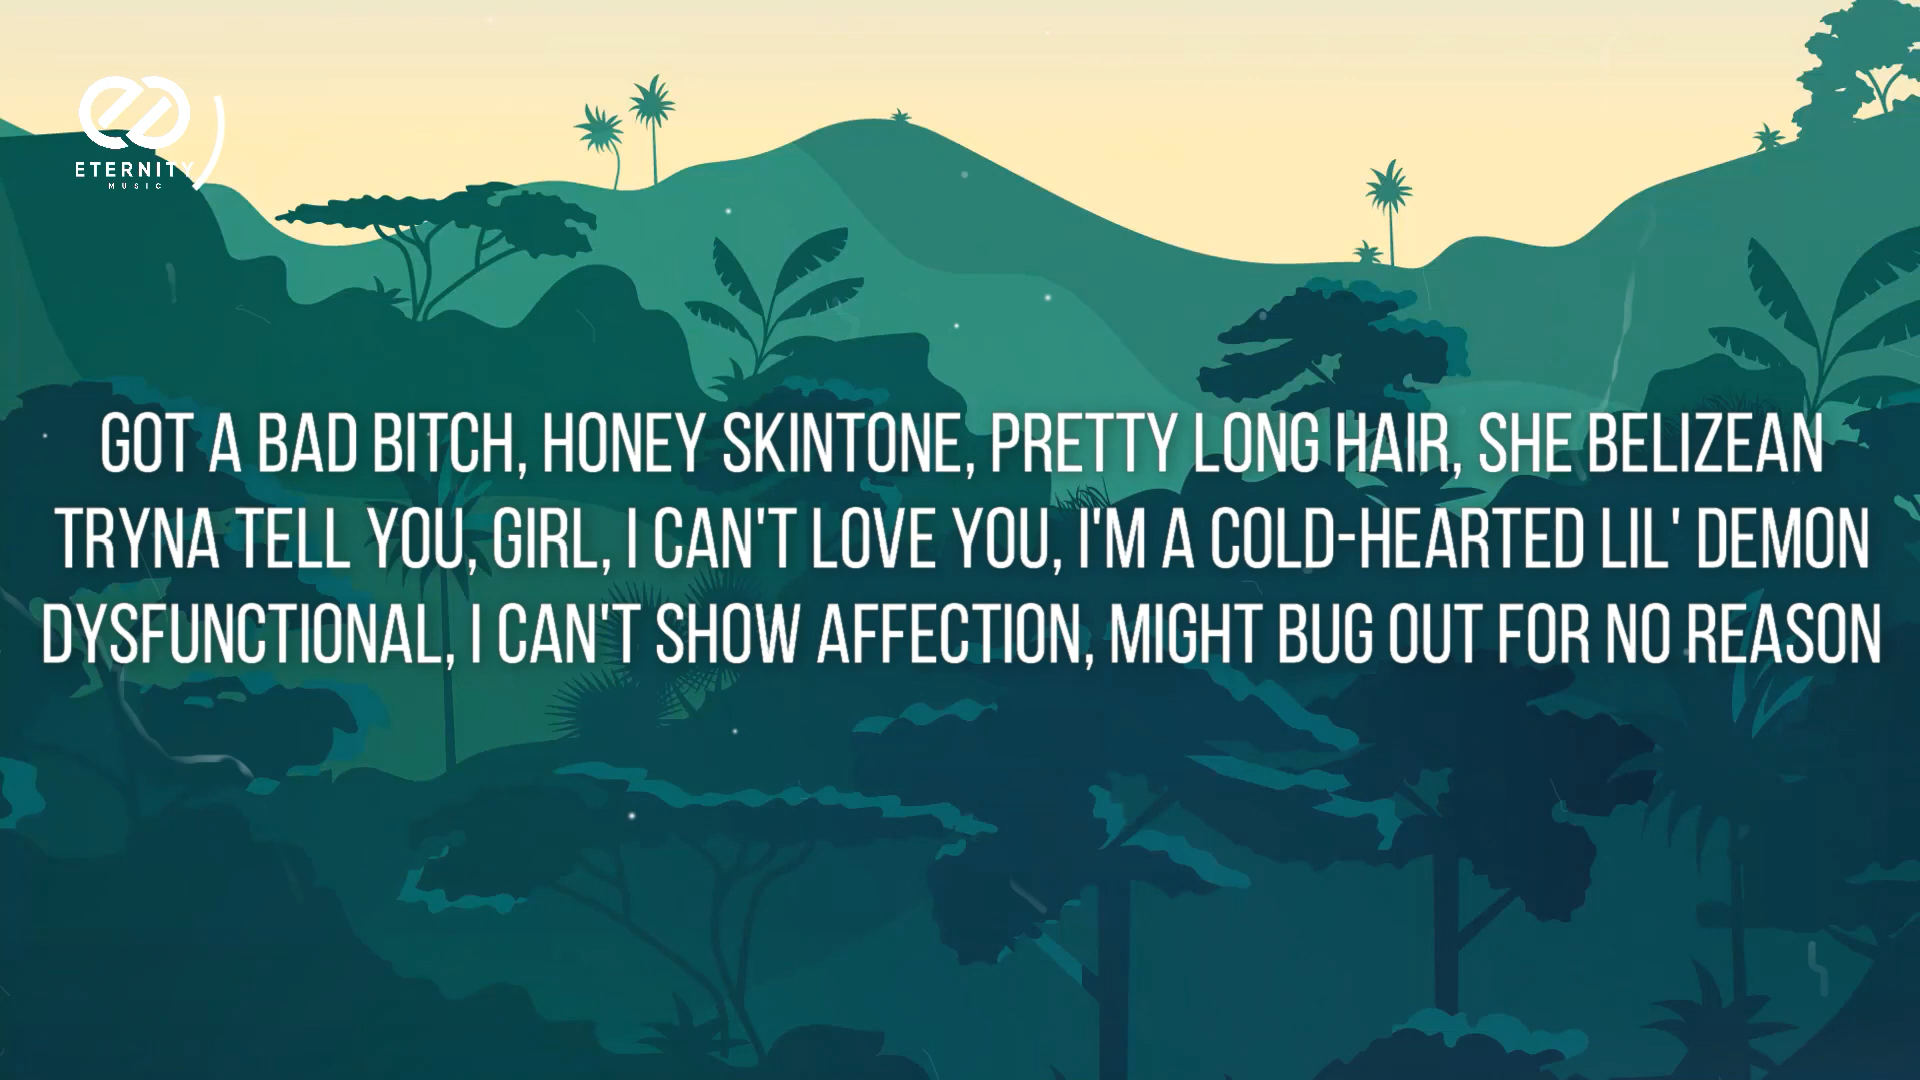 ETERNITY
MUSIC
GOT A BAD BITCH, HONEY SKINTONE, PRETTY LONG HAIR, SHE BELIZEAN
TRYNA TELL YOU, GIRL, I CAN'T LOVE YOU, I'M A COLD-HEARTED LIL' DEMON
DYSFUNCTIONAL, I CAN'T SHOW AFFECTION, MIGHT BUG OUT FOR NO REASON